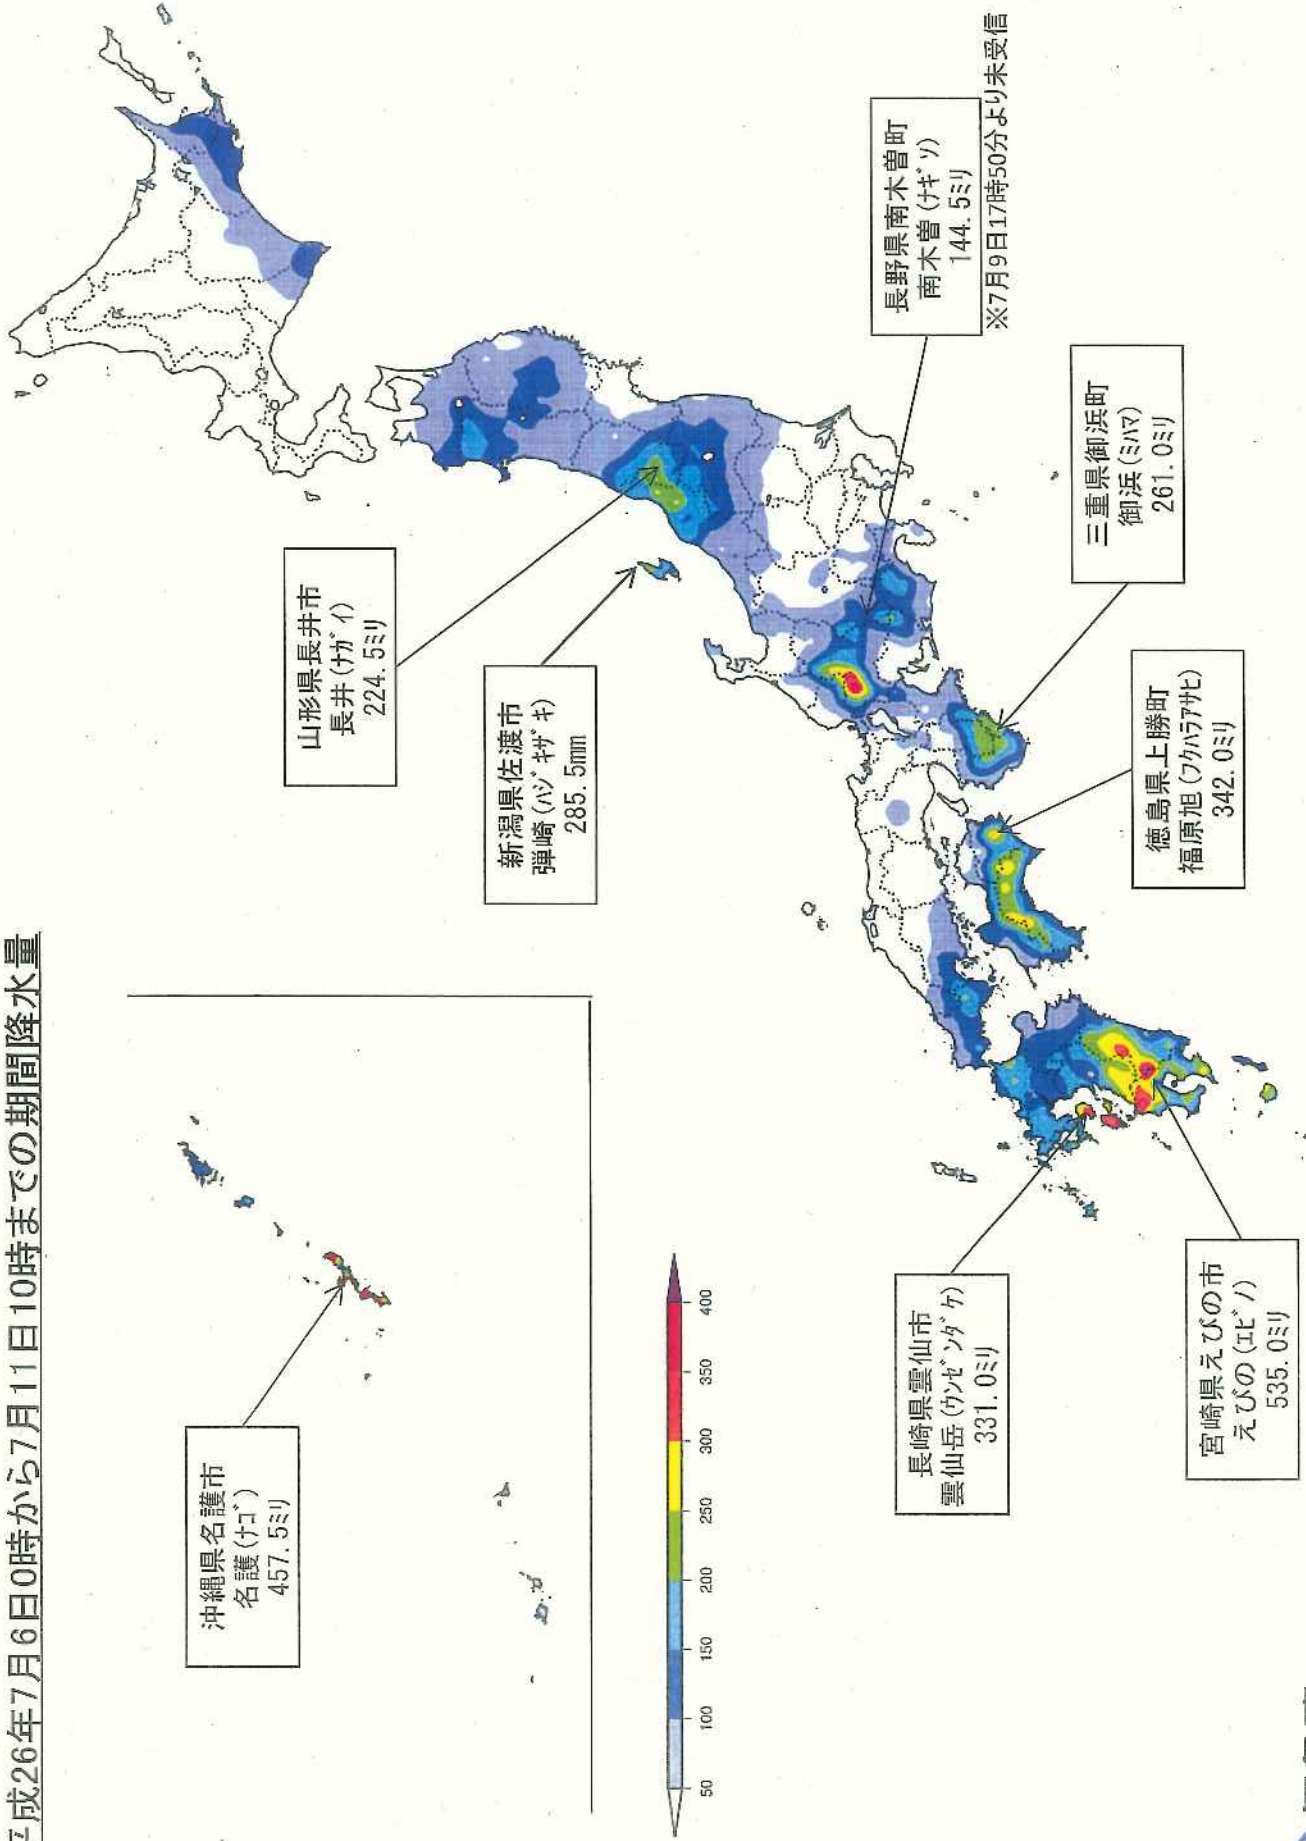 成26年7月6日0時から7月11日10時までの期間降水量
沖縄県名護市
名護(ﾅｺﾞ)
457.5ﾐﾘ
山形県長井市
長井(ﾅｶﾞｲ)
224.5ﾐﾘ
新潟県佐渡市
弾崎(ﾊｼﾞｷｻﾞｷ)
285.5mm
長野県南木曽町
南木曽(ﾅｷﾞｿ)
144.5ﾐﾘ
※7月9日17時50分より未受信
三重県御浜町
御浜(ﾐﾊﾏ)
261.0ﾐﾘ
徳島県上勝町
福原旭(ﾌｸﾊﾗｱｻﾋ)
342.0ﾐﾘ
長崎県雲仙市
雲仙岳(ｳﾝｾﾞﾝﾀﾞｹ)
331.0ﾐﾘ
宮崎県えびの市
えびの(ｴﾋﾞﾉ)
535.0ﾐﾘ
50 100 150 200 250 300 350 400